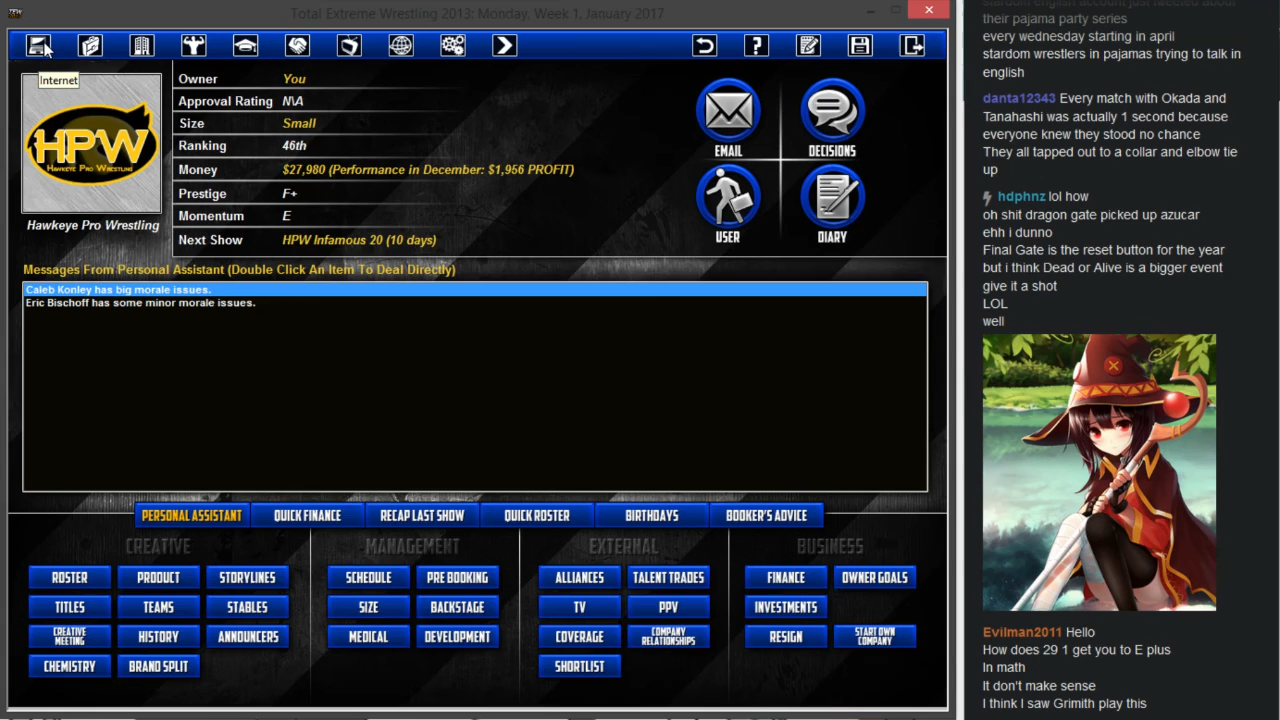 Total Extreme Wrestling 2013: Monday, Week 1, January 2017
Internet
HPW
HAWKEYE PRO WRESTLING
Hawkeye Pro Wrestling
Owner You
Approval Rating N\A
Size Small
Ranking 46th
Money $27,980 (Performance in December: $1,956 PROFIT)
Prestige F+
Momentum E
Next Show HPW Infamous 20 (10 days)
EMAIL DECISIONS
USER DIARY
Messages From Personal Assistant (Double Click An Item To Deal Directly)
Caleb Konley has big morale issues.
Eric Bischoff has some minor morale issues.
PERSONAL ASSISTANT QUICK FINANCE RECAP LAST SHOW QUICK ROSTER BIRTHDAYS BOOKER'S ADVICE
CREATIVE MANAGEMENT EXTERNAL BUSINESS
ROSTER PRODUCT STORYLINES SCHEDULE PRE BOOKING ALLIANCES TALENT TRADES FINANCE OWNER GOALS
TITLES TEAMS STABLES SIZE BACKSTAGE TV PPV INVESTMENTS
CREATIVE MEETING HISTORY ANNOUNCERS MEDICAL DEVELOPMENT COVERAGE COMPANY RELATIONSHIPS RESIGN START OWN COMPANY
CHEMISTRY BRAND SPLIT SHORTLIST
stardom english account just tweeted about
their pajama party series
every wednesday starting in april
stardom wrestlers in pajamas trying to talk in
english
danta12343 Every match with Okada and
Tanahashi was actually 1 second because
everyone knew they stood no chance
They all tapped out to a collar and elbow tie
up
hdphnz lol how
oh shit dragon gate picked up azucar
ehh i dunno
Final Gate is the reset button for the year
but i think Dead or Alive is a bigger event
give it a shot
LOL
well
Evilman2011 Hello
How does 29 1 get you to E plus
In math
It don't make sense
I think I saw Grimith play this